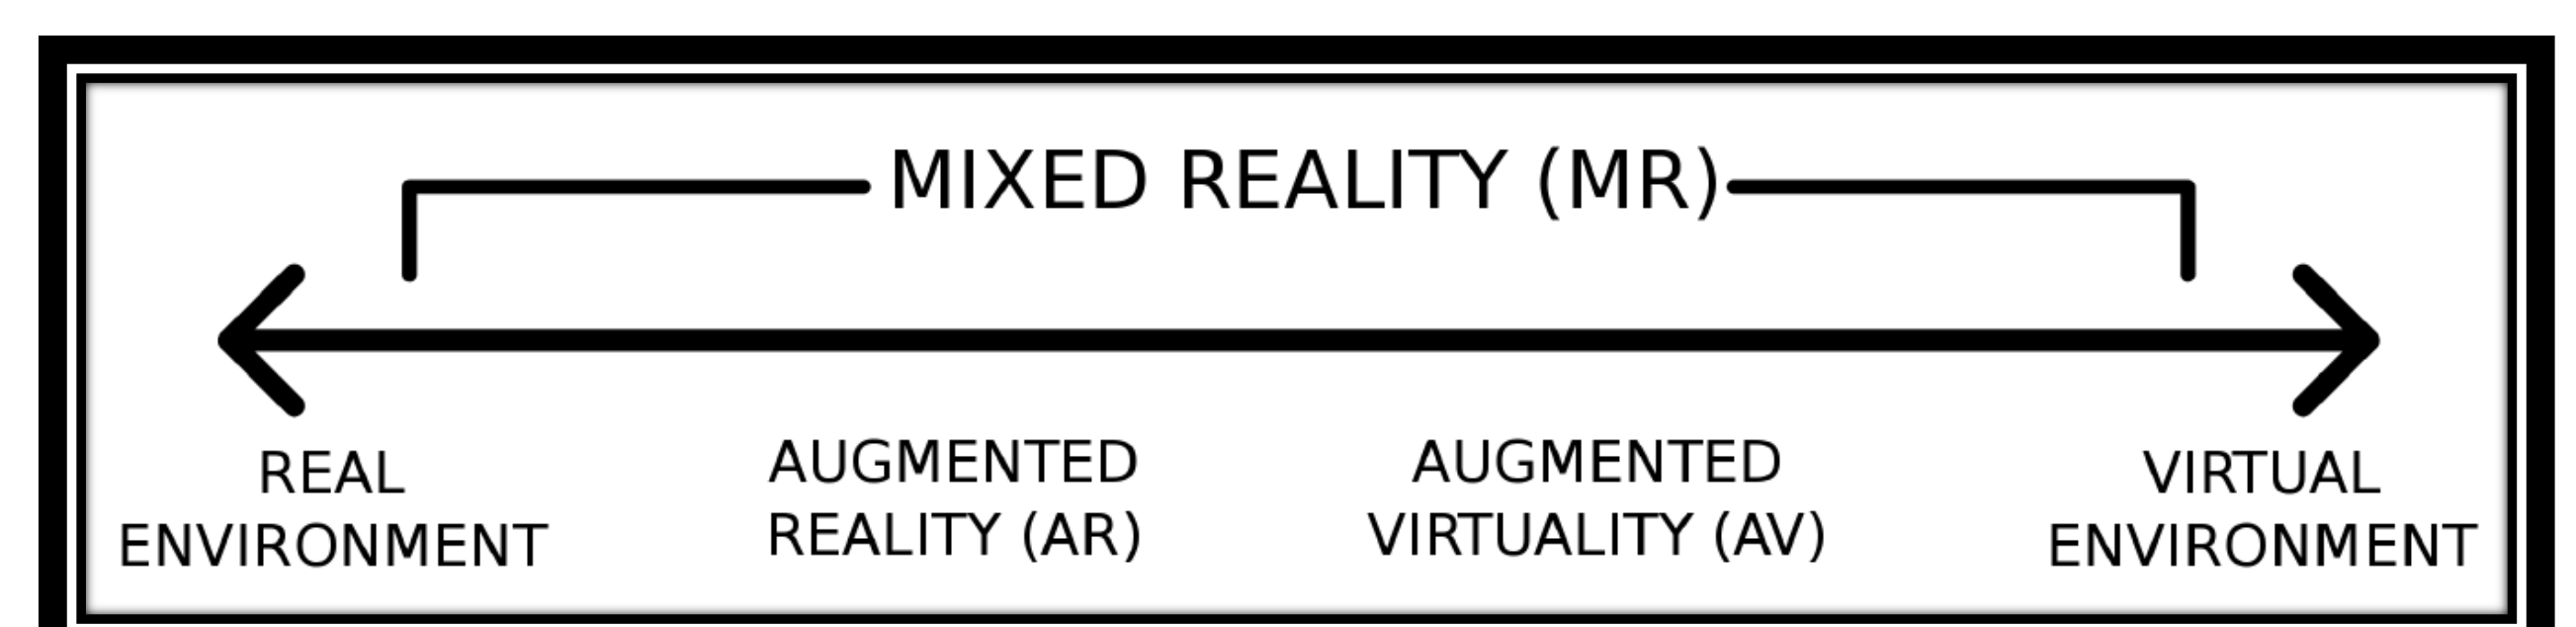 MIXED REALITY (MR)
REAL
ENVIRONMENT
AUGMENTED
REALITY (AR)
AUGMENTED
VIRTUALITY (AV)
VIRTUAL
ENVIRONMENT